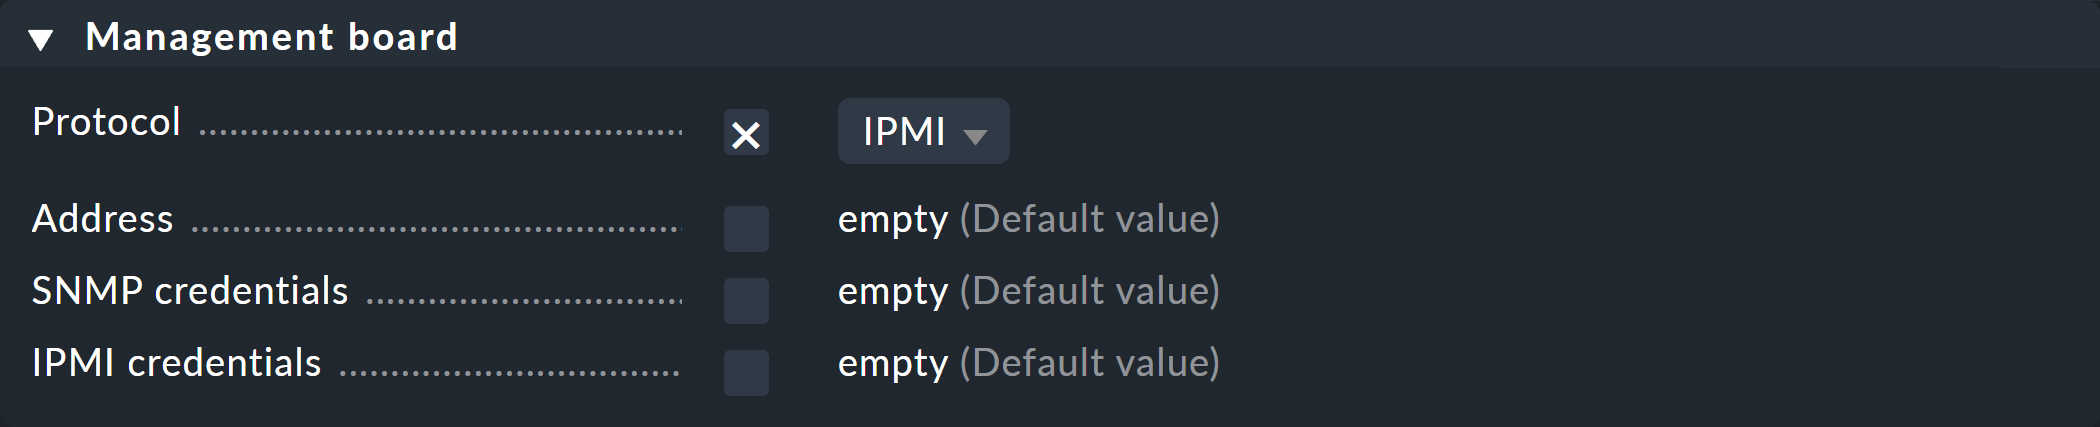 Management board
Protocol IPMI
Address empty (Default value)
SNMP credentials empty (Default value)
IPMI credentials empty (Default value)